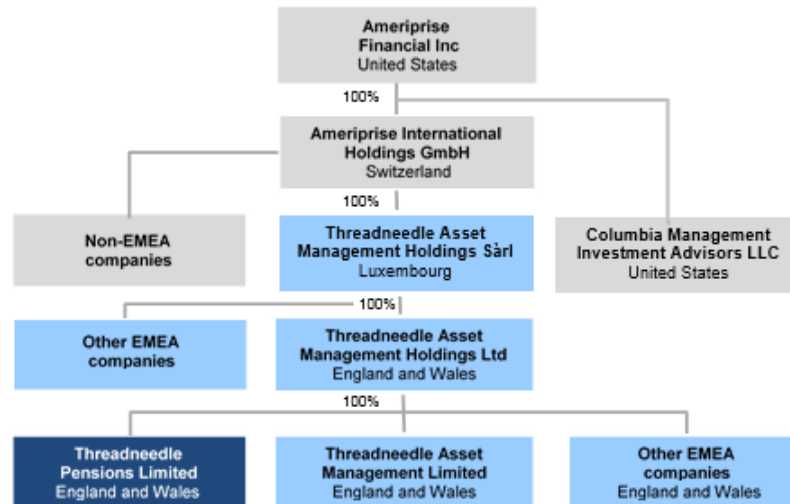 Ameriprise
Financial Inc
United States
100%
Ameriprise International
Holdings GmbH
Switzerland
100%
Non-EMEA
companies
Threadneedle Asset
Management Holdings Sàrl
Luxembourg
Columbia Management
Investment Advisors LLC
United States
100%
Other EMEA
companies
Threadneedle Asset
Management Holdings Ltd
England and Wales
100%
Threadneedle
Pensions Limited
England and Wales
Threadneedle Asset
Management Limited
England and Wales
Other EMEA
companies
England and Wales